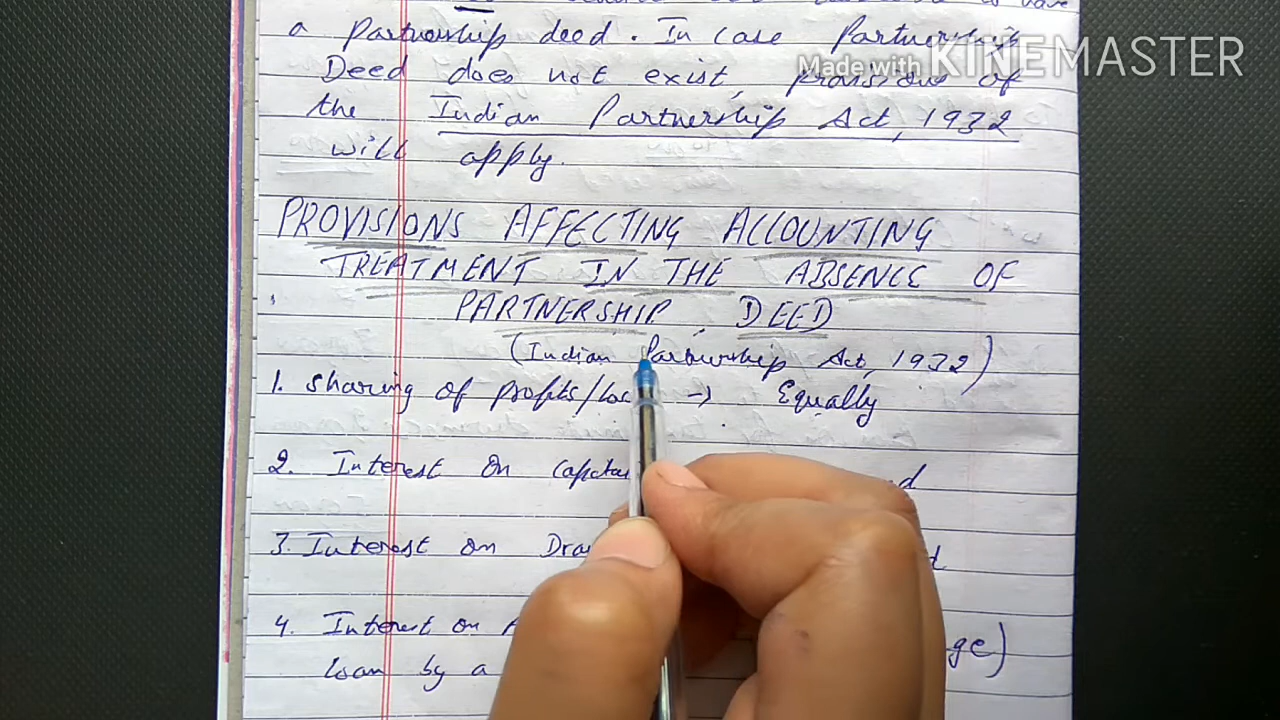 a partnership deed. In case Partnership
Made with KINEMASTER
Deed does not exist, provisions of
the Indian Partnership Act, 1932
will apply.
PROVISIONS AFFECTING ACCOUNTING
TREATMENT IN THE ABSENCE OF
PARTNERSHIP DEED
(Indian Partnership Act, 1932)
1. Sharing of profits/ → Equally
2. Interest on
3. Interest on
4. Interest on ge)
loan by a